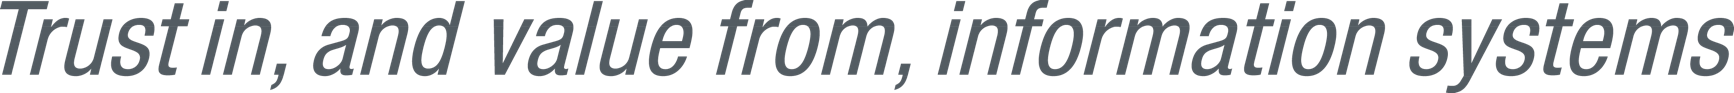 Trust in, and value from, information systems